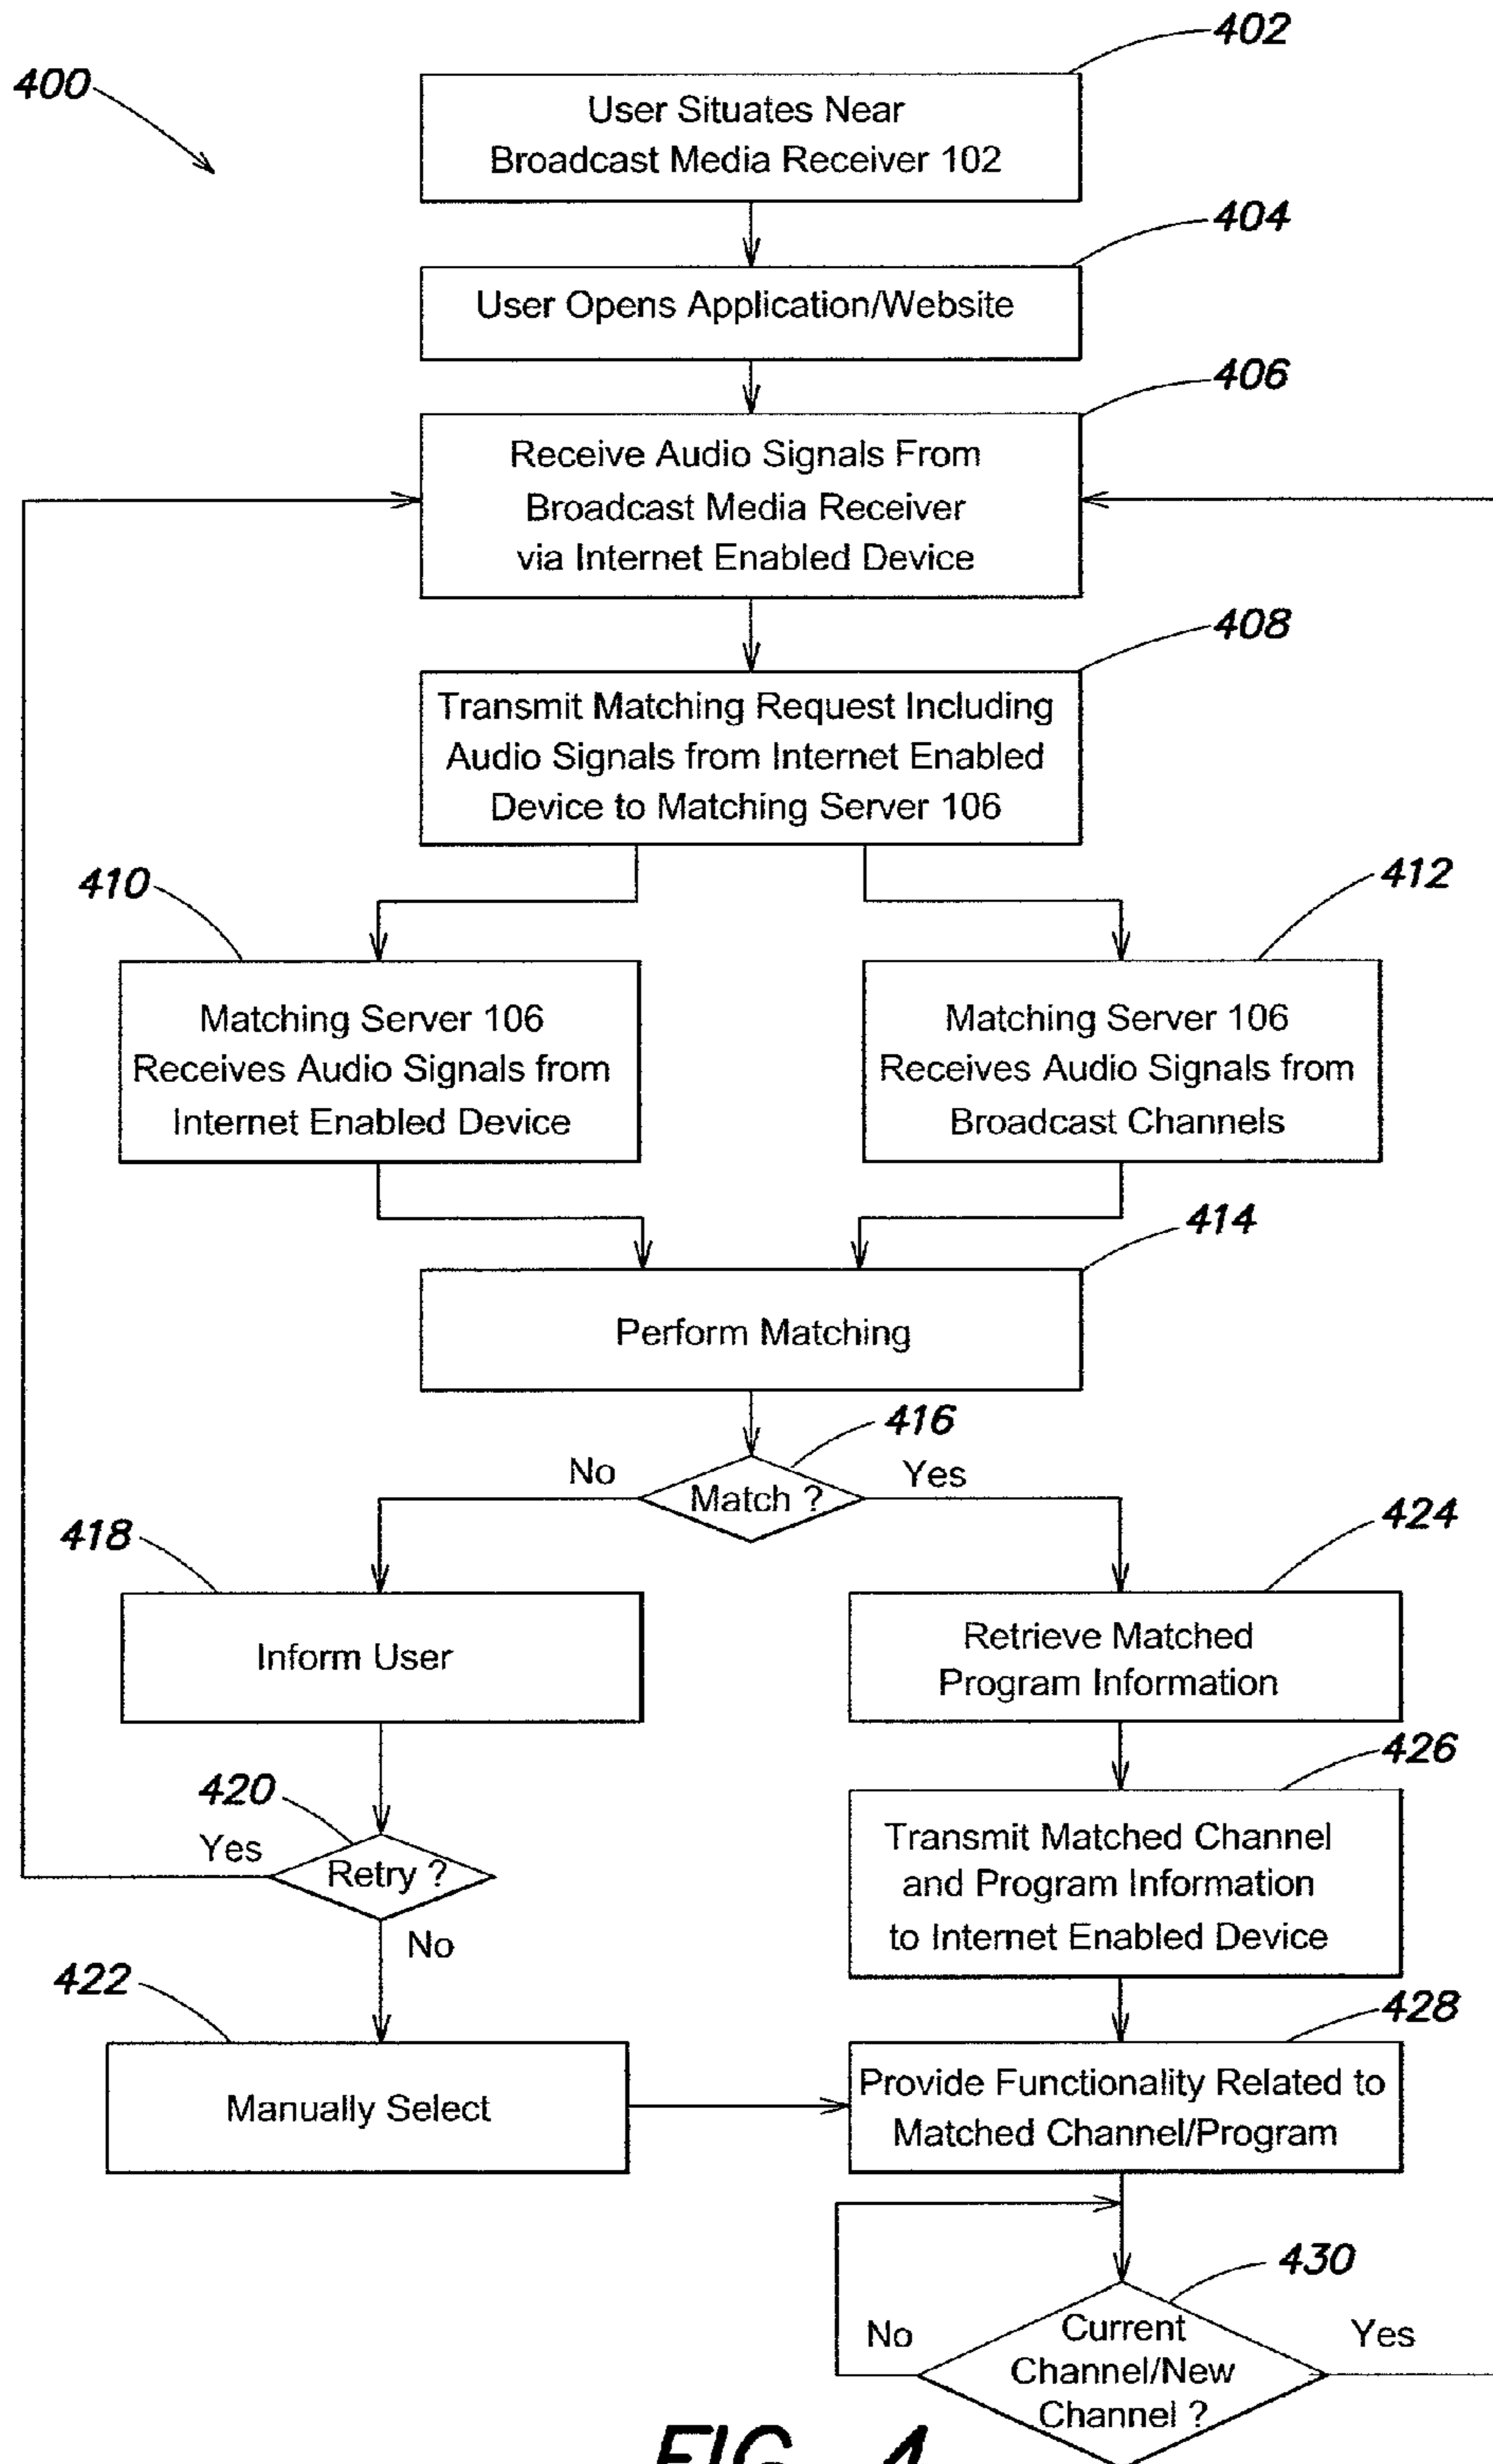 400
402
User Situates Near
Broadcast Media Receiver 102
404
User Opens Application/Website
406
Receive Audio Signals From
Broadcast Media Receiver
via Internet Enabled Device
408
Transmit Matching Request Including
Audio Signals from Internet Enabled
Device to Matching Server 106
410
Matching Server 106
Receives Audio Signals from
Internet Enabled Device
412
Matching Server 106
Receives Audio Signals from
Broadcast Channels
414
Perform Matching
416
No
Match ?
Yes
418
Inform User
424
Retrieve Matched
Program Information
420
Yes
Retry ?
No
426
Transmit Matched Channel
and Program Information
to Internet Enabled Device
422
Manually Select
428
Provide Functionality Related to
Matched Channel/Program
430
No
Current
Channel/New
Channel ?
Yes
FIG. 4